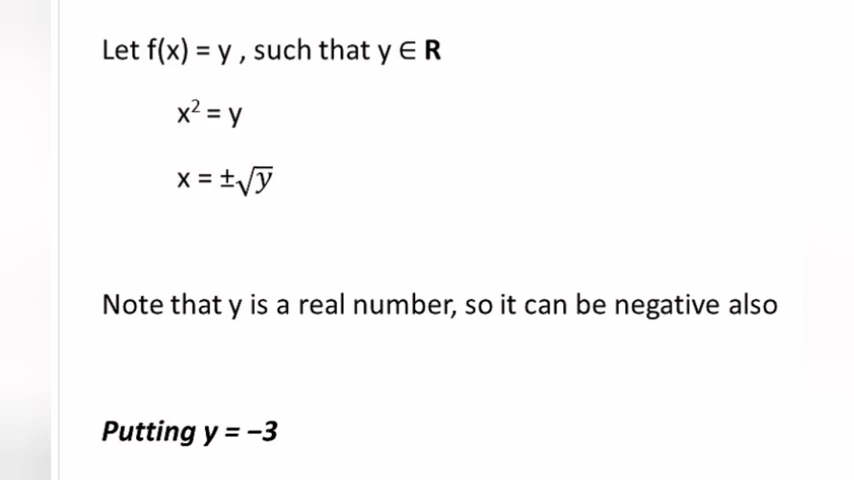 Let f(x) = y , such that y ∈ R
x² = y
x = ±√y
Note that y is a real number, so it can be negative also
Putting y = −3